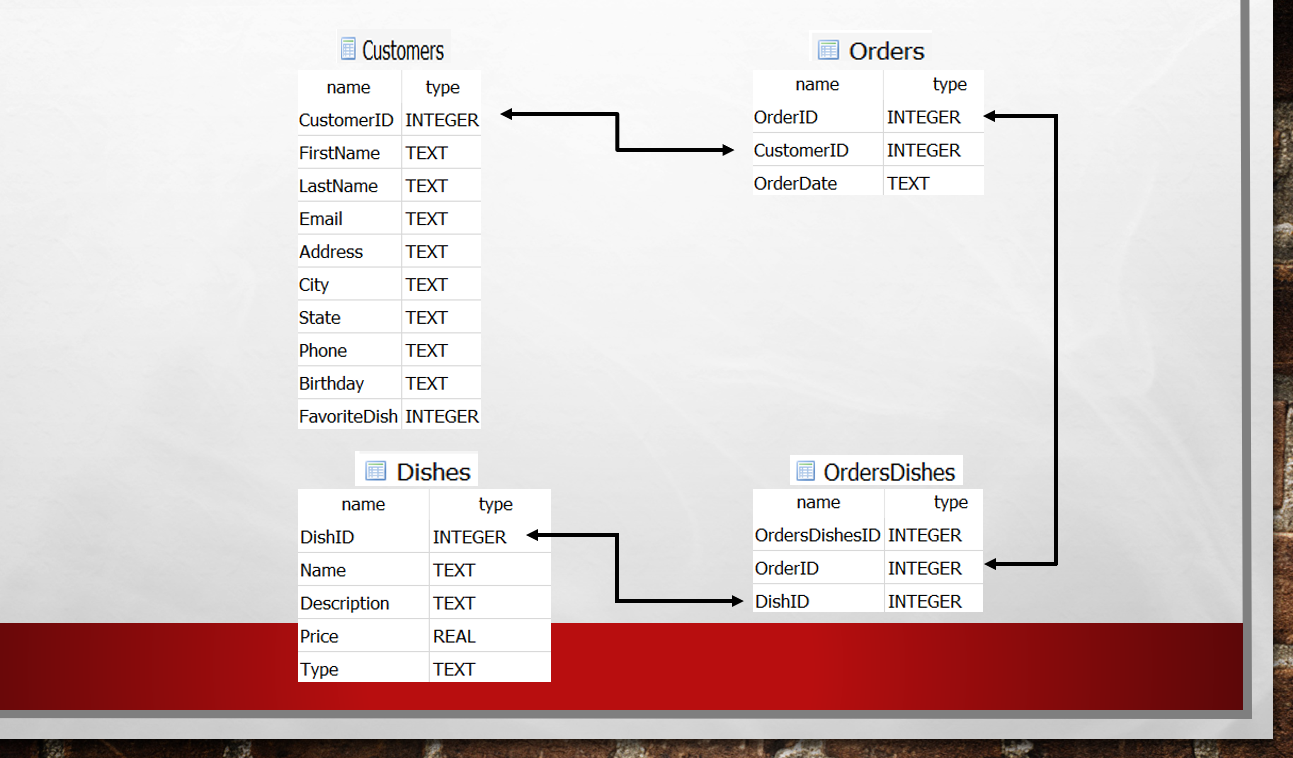 Customers
name type
CustomerID INTEGER
FirstName TEXT
LastName TEXT
Email TEXT
Address TEXT
City TEXT
State TEXT
Phone TEXT
Birthday TEXT
FavoriteDish INTEGER
Orders
name type
OrderID INTEGER
CustomerID INTEGER
OrderDate TEXT
Dishes
name type
DishID INTEGER
Name TEXT
Description TEXT
Price REAL
Type TEXT
OrdersDishes
name type
OrdersDishesID INTEGER
OrderID INTEGER
DishID INTEGER